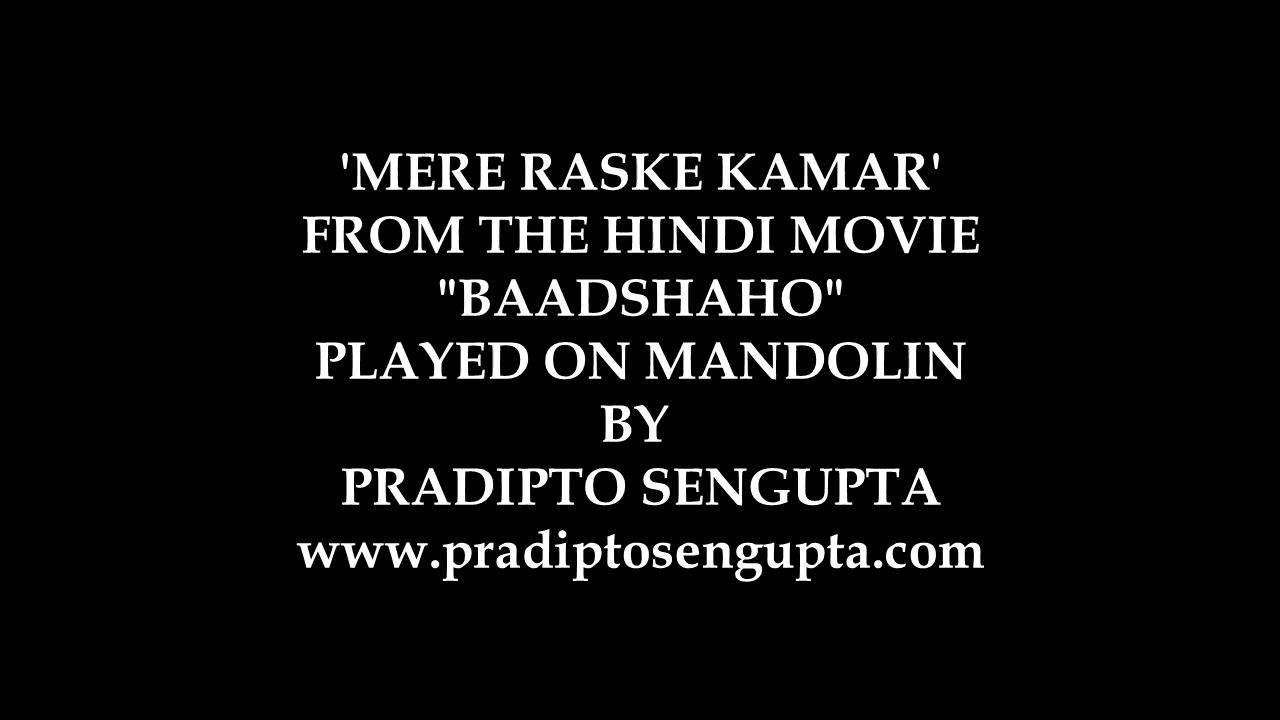 'MERE RASKE KAMAR'
FROM THE HINDI MOVIE
"BAADSHAHO"
PLAYED ON MANDOLIN
BY
PRADIPTO SENGUPTA
www.pradiptosengupta.com